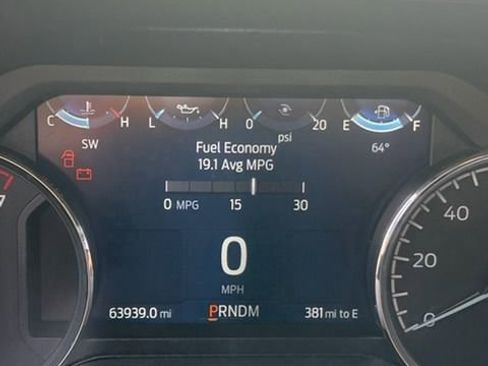 C H L H 0 20 E F
psi
SW Fuel Economy 64°
19.1 Avg MPG
0 MPG 15 30
40
0
20
MPH
0
63939.0 mi PRNDM 381 mi to E